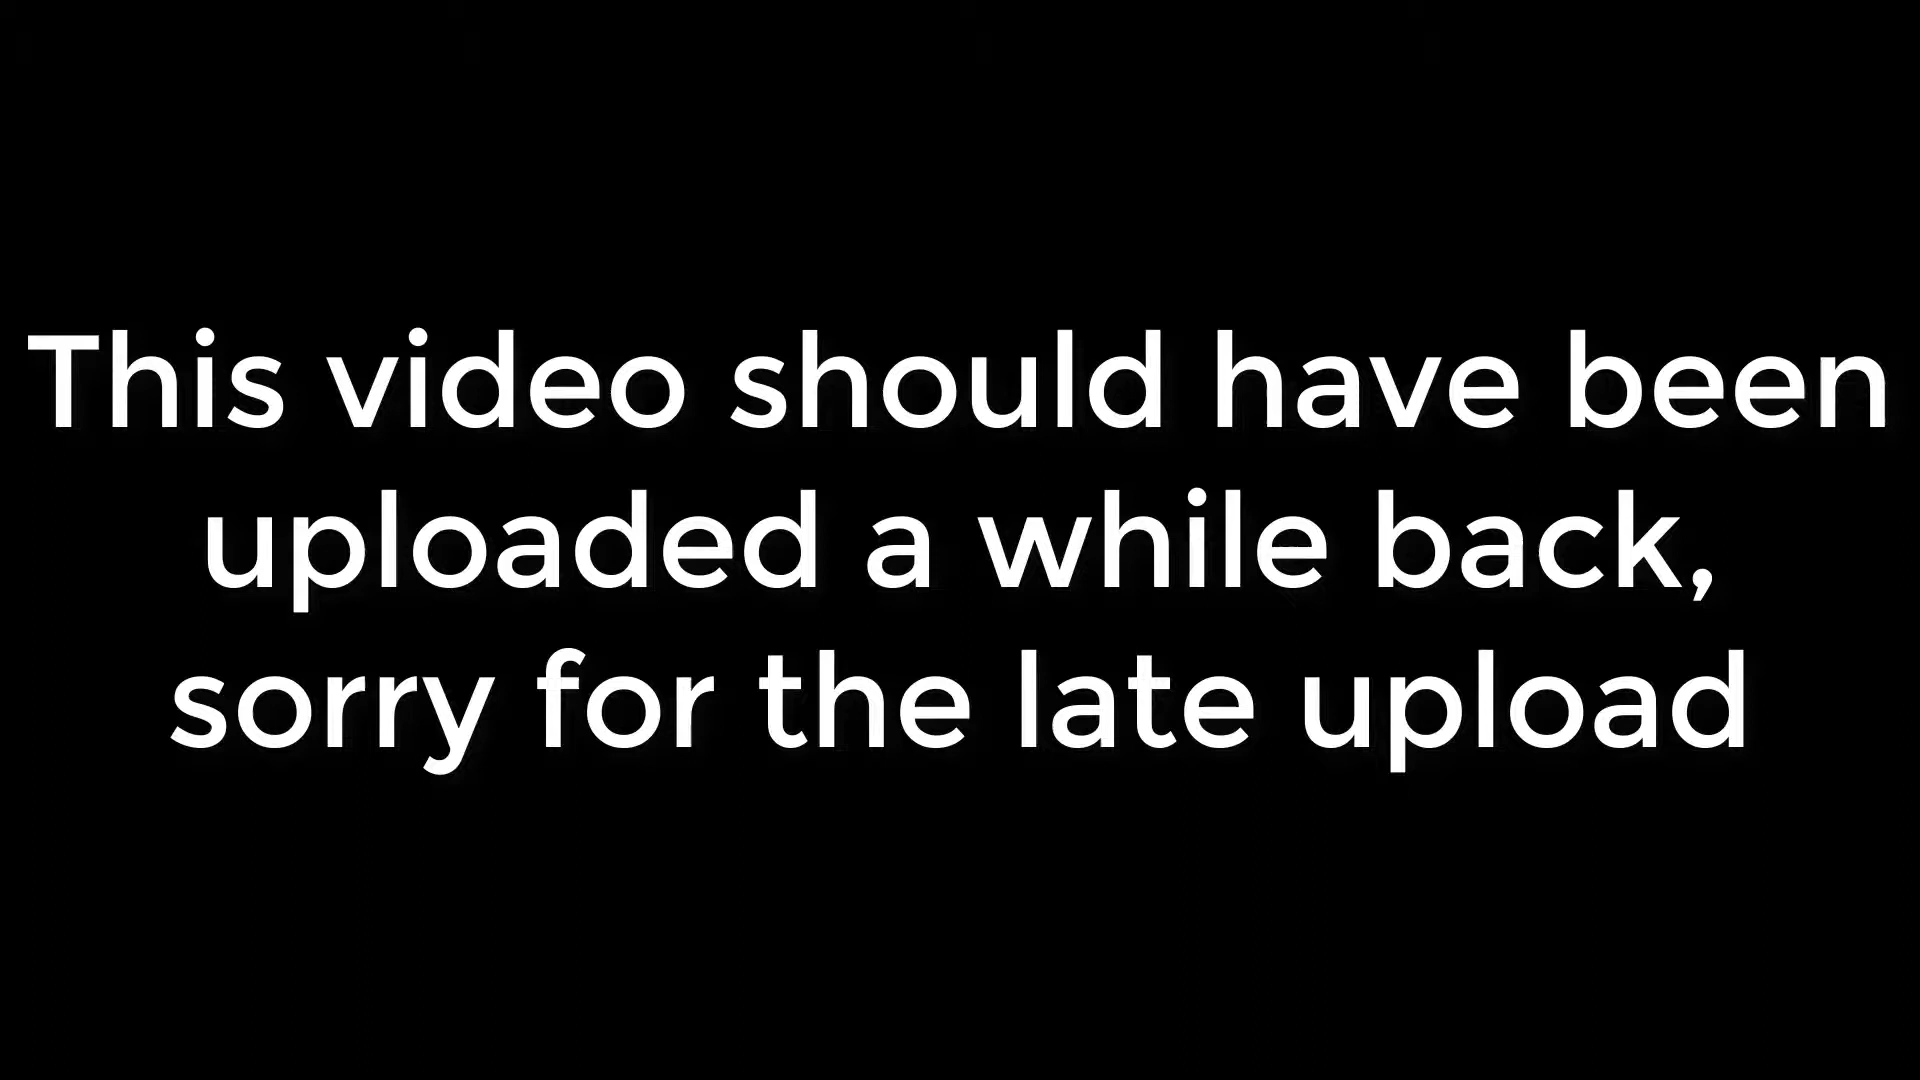 This video should have been
uploaded a while back,
sorry for the late upload